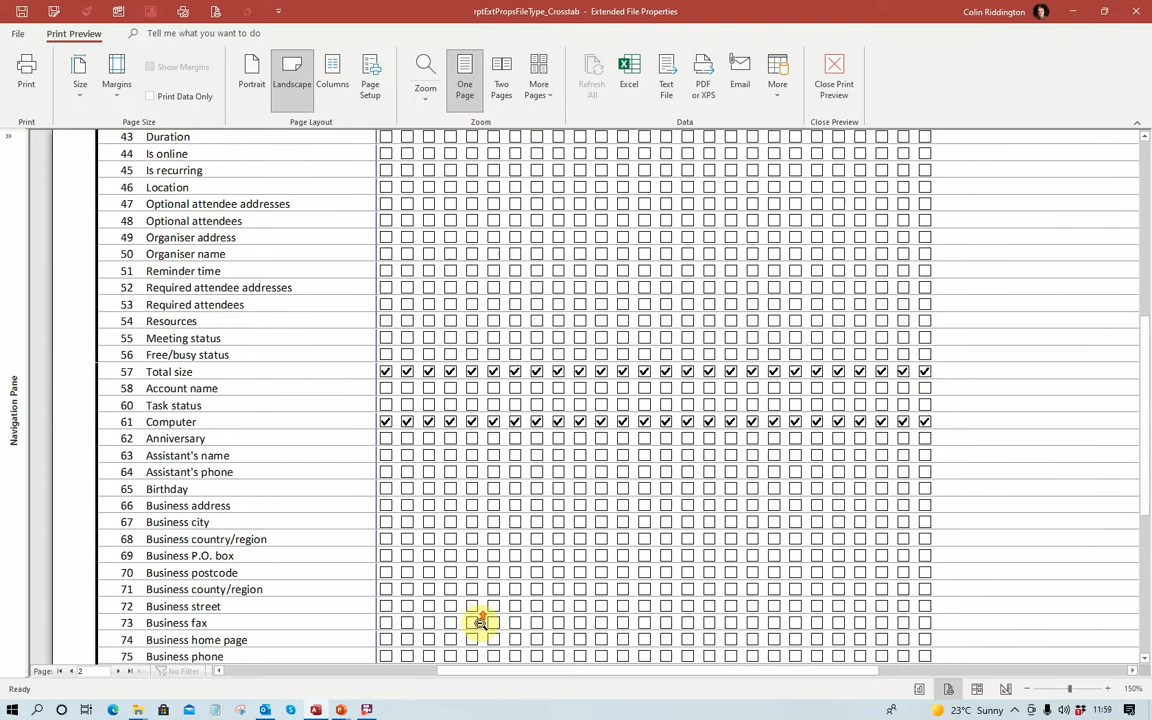 rptExtPropsFileType_Crosstab - Extended File Properties
Colin Riddington
File
Print Preview
Tell me what you want to do
Print
Size
Margins
Show Margins
Print Data Only
Portrait
Landscape
Columns
Page Setup
Zoom
One Page
Two Pages
More Pages
Refresh All
Excel
Text File
PDF or XPS
Email
More
Close Print Preview
Print
Page Size
Page Layout
Zoom
Data
Close Preview
Navigation Pane
43 Duration
44 Is online
45 Is recurring
46 Location
47 Optional attendee addresses
48 Optional attendees
49 Organiser address
50 Organiser name
51 Reminder time
52 Required attendee addresses
53 Required attendees
54 Resources
55 Meeting status
56 Free/busy status
57 Total size
58 Account name
60 Task status
61 Computer
62 Anniversary
63 Assistant's name
64 Assistant's phone
65 Birthday
66 Business address
67 Business city
68 Business country/region
69 Business P.O. box
70 Business postcode
71 Business county/region
72 Business street
73 Business fax
74 Business home page
75 Business phone
Page: 2
No Filter
Ready
150%
23°C Sunny
11:59